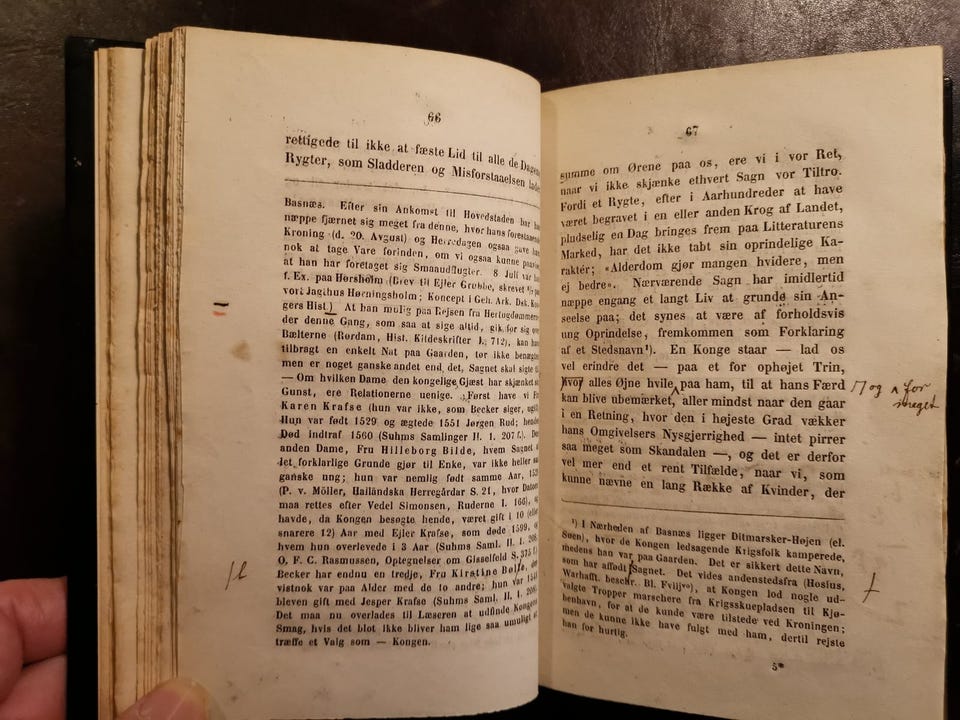 66
rettigede til ikke at fæste Lid til alle de
Rygter, som Sladderen og Misforstaaelsen
Basnæs. Efter sin Ankomst til Hovedstaden har
næppe fjærnet sig meget fra denne, hvor hans forestaaende
Kroning (d. 20. Avgust) og Herredagen ogsaa gave
nok at tage Vare forinden, om vi ogsaa kunne
at han har foretaget sig Smaaudflugter. 8 Juli var
f. Ex. paa Hørsholm (Brev til Ejler Grubbe, skrevet
vort Jagthus Hørningsholm; Koncept i Geh. Ark. Dsk.
gers Hist.) At han mulig paa Rejsen fra Hertugdømmerne
der denne Gang, som saa at sige altid, gik for sig
Bælterne (Rørdam, Hist. Kildeskrifter I, 712), kan
tilbragt en enkelt Nat paa Gaarden, tør ikke
men er noget ganske andet end det, Sagnet skal sigte
— Om hvilken Dame den kongelige Gjæst har skjænket
Gunst, ere Relationerne uenige. Først have vi
Karen Krafse (hun var ikke, som Becker siger,
Hun var født 1529 og ægtede 1551 Jørgen Rud;
Død indtraf 1560 (Suhms Samlinger II. 1. 207 f.).
anden Dame, Fru Hilleborg Bilde, hvem Sagnet
let forklarlige Grunde gjør til Enke, var ikke heller
ganske ung; hun var nemlig født samme Aar,
(P. v. Möller, Halländska Herregårdar S. 21, hvor
maa rettes efter Vedel Simonsen, Ruderne I. 166),
havde, da Kongen besøgte hende, været gift i 10
snarere 12) Aar med Ejler Krafse, som døde 1599,
hvem hun overlevede i 3 Aar (Suhms Saml. II. 1.
O. F. C. Rasmussen, Optegnelser om Gisselfeld S. 375 f.)
Becker har endnu en tredje, Fru Kirstine
vistnok var paa Alder med de to andre; hun var
bleven gift med Jesper Krafse (Suhms Saml. II. 1.
Det maa nu overlades til Læseren at udfinde Kongens
Smag, hvis det blot ikke bliver ham lige saa umuligt at
træffe et Valg som — Kongen.
67
summe om Ørene paa os, ere vi i vor Ret,
naar vi ikke skjænke ethvert Sagn vor Tiltro.
Fordi et Rygte, efter i Aarhundreder at have
været begravet i en eller anden Krog af Landet,
pludselig en Dag bringes frem paa Litteraturens
Marked, har det ikke tabt sin oprindelige Ka-
raktér; «Alderdom gjør mangen hvidere, men
ej bedre». Nærværende Sagn har imidlertid
næppe engang et langt Liv at grunde sin An-
seelse paa; det synes at være af forholdsvis
ung Oprindelse, fremkommen som Forklaring
af et Stedsnavn¹). En Konge staar — lad os
vel erindre det — paa et for ophøjet Trin,
hvor alles Øjne hvile paa ham, til at hans Færd
og for
meget
kan blive ubemærket, aller mindst naar den gaar
i en Retning, hvor den i højeste Grad vækker
hans Omgivelsers Nysgjerrighed — intet pirrer
saa meget som Skandalen —, og det er derfor
vel mer end et rent Tilfælde, naar vi, som
kunne nævne en lang Række af Kvinder, der
¹) I Nærheden af Basnæs ligger Ditmarsker-Højen (el.
Søen), hvor de Kongen ledsagende Krigsfolk kamperede,
medens han var paa Gaarden. Det er sikkert dette Navn,
som har affødt Sagnet. Det vides andenstedsfra (Hosius,
Warhafft. beschr. Bl. Fviijv⁰), at Kongen lod nogle ud-
valgte Tropper marschere fra Krigsskuepladsen til Kjø-
benhavn, for at de kunde være tilstede ved Kroningen;
men de kunne ikke have fulgt med ham, dertil rejste
han for hurtig.
5*